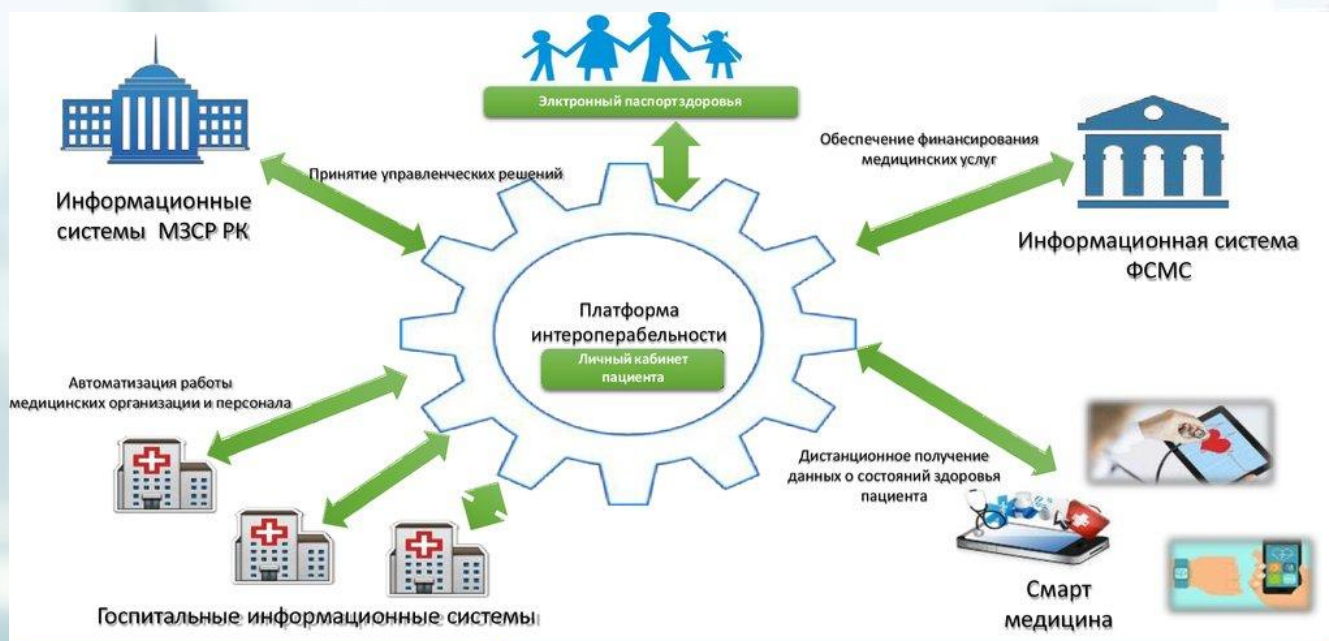 Элктронный паспорт здоровья
Обеспечение финансирования
медицинских услуг
Принятие управленческих решений
Информационные
системы МЗСР РК
Информационная система
ФСМС
Платформа
интероперабельности
Личный кабинет
пациента
Автоматизация работы
медицинских организации и персонала
Дистанционное получение
данных о состояний здоровья
пациента
Госпитальные информационные системы
Смарт
медицина